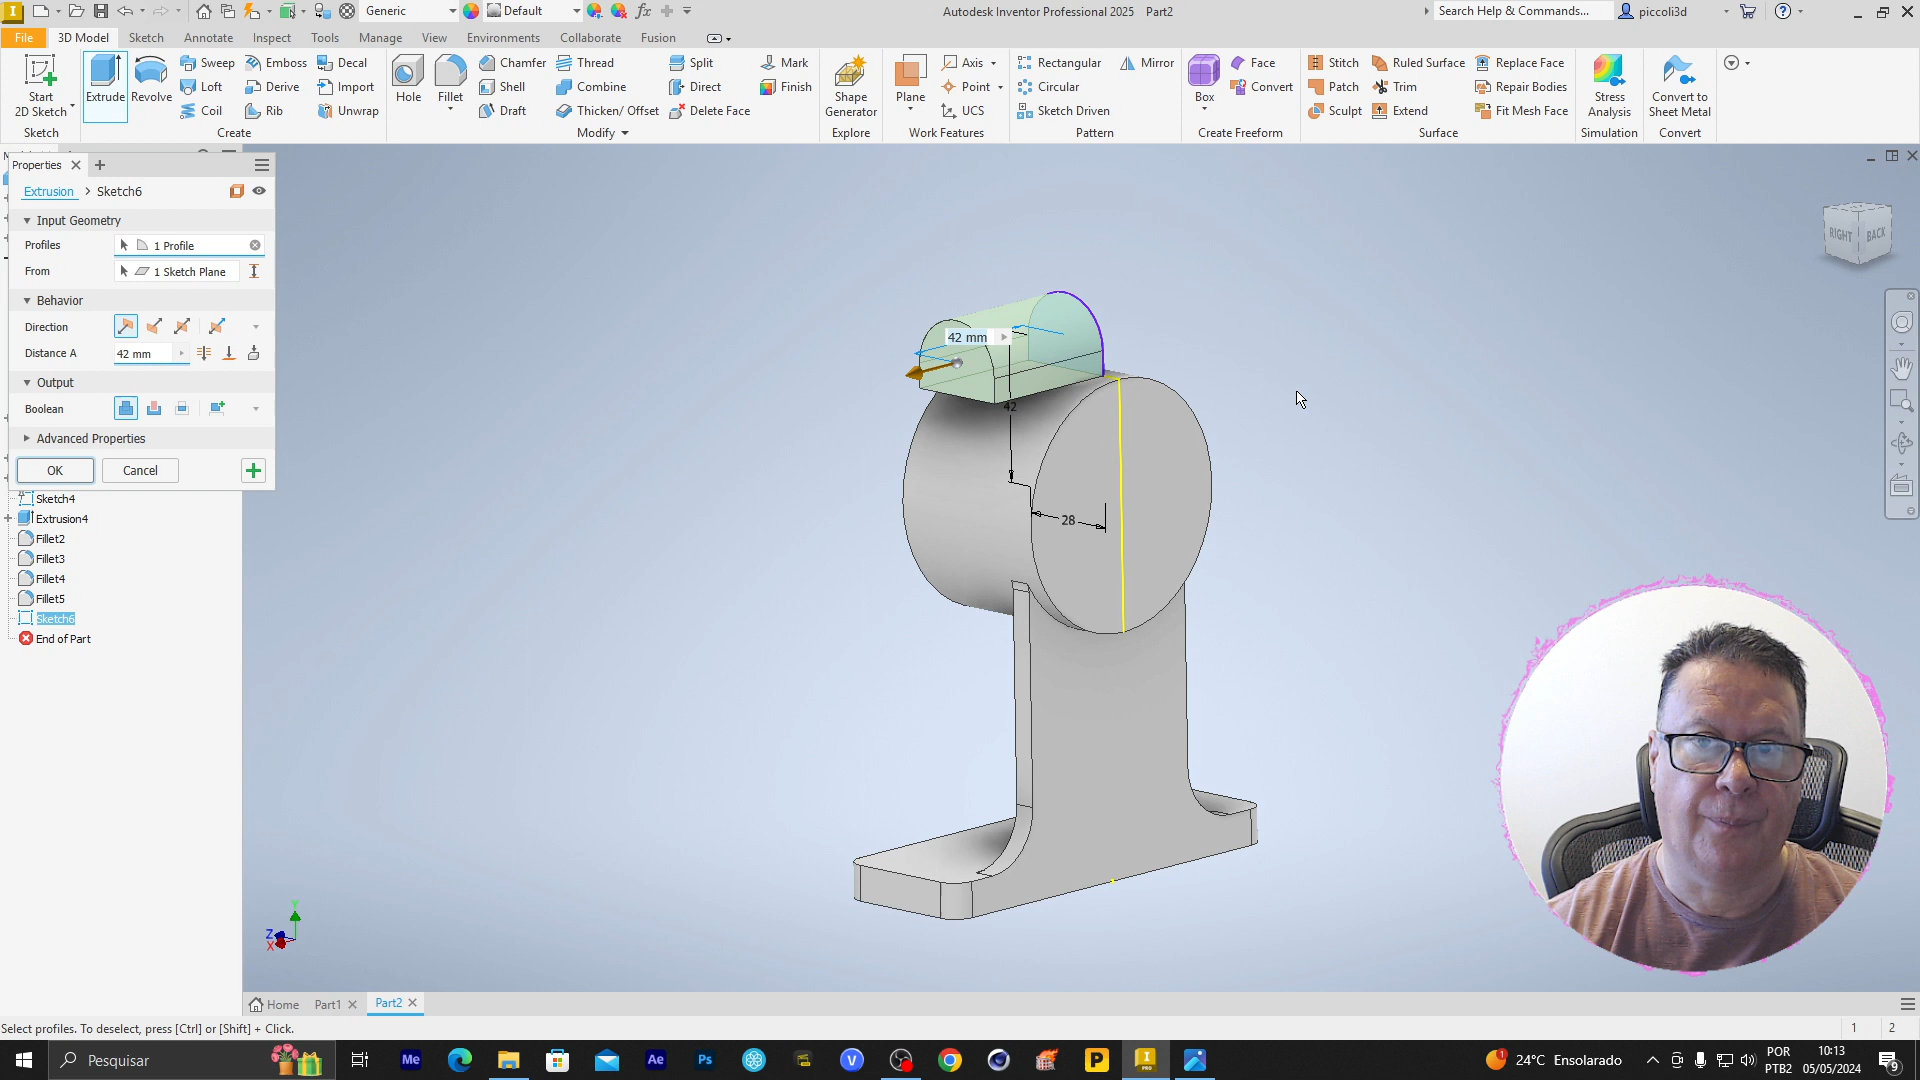 Generic
Default
Autodesk Inventor Professional 2025 Part2
Search Help & Commands...
piccoli3d
File
3D Model
Sketch
Annotate
Inspect
Tools
Manage
View
Environments
Collaborate
Fusion
Start
2D Sketch
Extrude
Revolve
Sweep
Loft
Coil
Emboss
Derive
Rib
Decal
Import
Unwrap
Hole
Fillet
Chamfer
Shell
Draft
Thread
Combine
Thicken/ Offset
Split
Direct
Delete Face
Mark
Finish
Shape
Generator
Plane
Axis
Point
UCS
Rectangular
Circular
Sketch Driven
Mirror
Box
Face
Convert
Stitch
Patch
Sculpt
Ruled Surface
Trim
Extend
Replace Face
Repair Bodies
Fit Mesh Face
Stress
Analysis
Convert to
Sheet Metal
Sketch
Create
Modify
Explore
Work Features
Pattern
Create Freeform
Surface
Simulation
Convert
Properties
Extrusion > Sketch6
Input Geometry
Profiles
1 Profile
From
1 Sketch Plane
Behavior
Direction
Distance A
42 mm
Output
Boolean
Advanced Properties
OK
Cancel
Sketch4
Extrusion4
Fillet2
Fillet3
Fillet4
Fillet5
Sketch6
End of Part
42 mm
42
28
RIGHT
BACK
Y
Z
X
Home
Part1
Part2
Select profiles. To deselect, press [Ctrl] or [Shift] + Click.
1
2
Pesquisar
24°C Ensolarado
POR
PTB2
10:13
05/05/2024